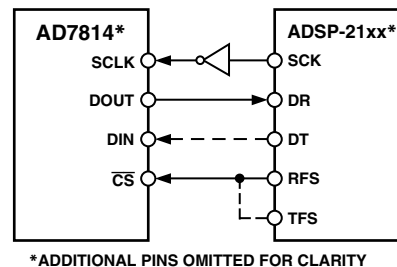 AD7814*
ADSP-21xx*
SCLK
SCK
DOUT
DR
DIN
DT
CS
RFS
TFS
*ADDITIONAL PINS OMITTED FOR CLARITY